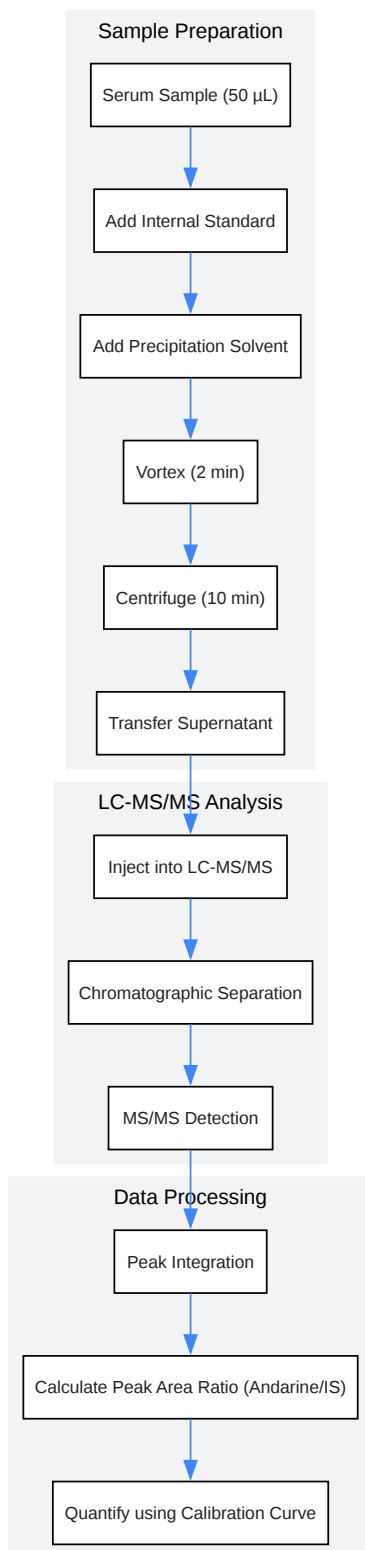 Sample Preparation
Serum Sample (50 µL)
Add Internal Standard
Add Precipitation Solvent
Vortex (2 min)
Centrifuge (10 min)
Transfer Supernatant
LC-MS/MS Analysis
Inject into LC-MS/MS
Chromatographic Separation
MS/MS Detection
Data Processing
Peak Integration
Calculate Peak Area Ratio (Andarine/IS)
Quantify using Calibration Curve